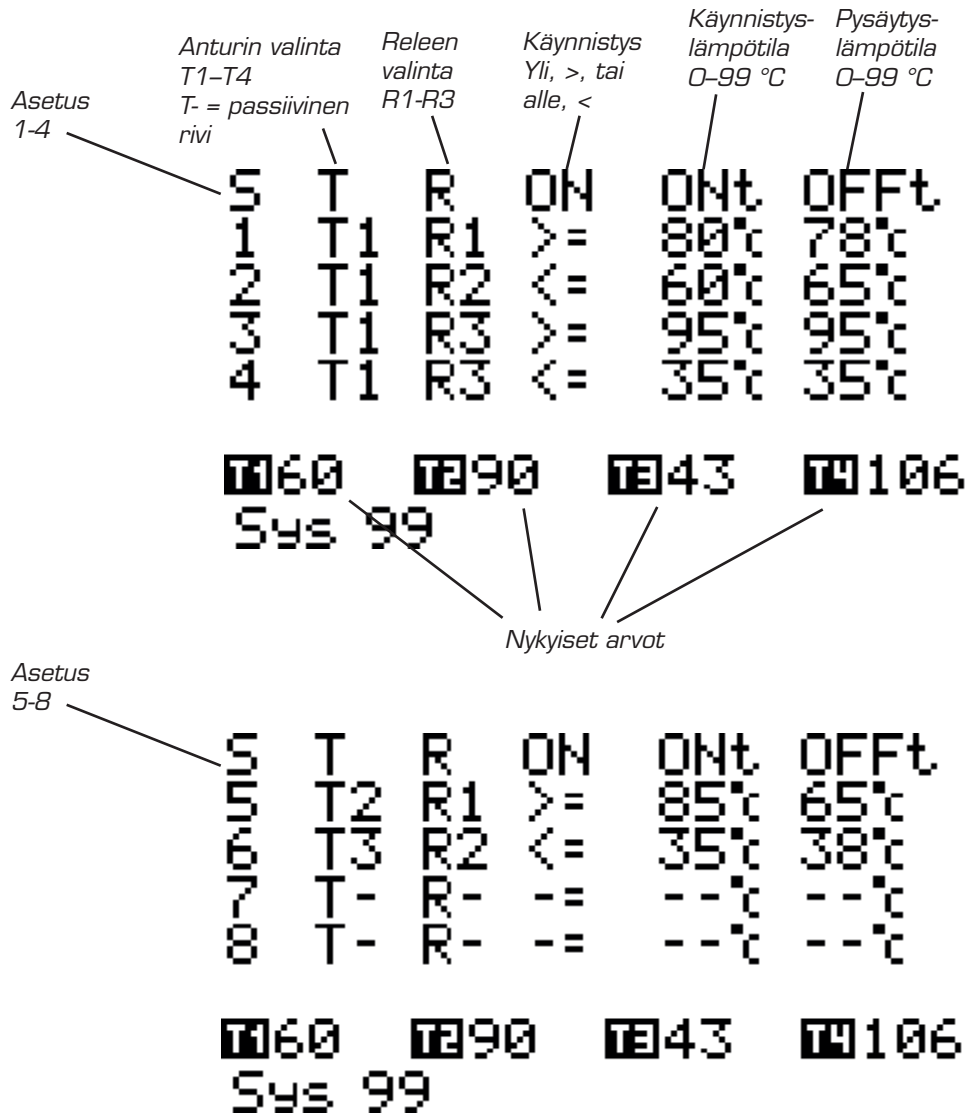 Anturin valinta
T1–T4
T- = passiivinen
rivi
Releen
valinta
R1-R3
Käynnistys
Yli, >, tai
alle, <
Käynnistys-
lämpötila
0–99 °C
Pysäytys-
lämpötila
0–99 °C
Asetus
1-4
S T R ON ONt OFFt
1 T1 R1 >= 80°C 78°C
2 T1 R2 <= 60°C 65°C
3 T1 R3 >= 95°C 95°C
4 T1 R3 <= 35°C 35°C
T1 60 T2 90 T3 43 T4 106
Sys 99
Nykyiset arvot
Asetus
5-8
S T R ON ONt OFFt
5 T2 R1 >= 85°C 65°C
6 T3 R2 <= 35°C 38°C
7 T- R- -= --°C --°C
8 T- R- -= --°C --°C
T1 60 T2 90 T3 43 T4 106
Sys 99